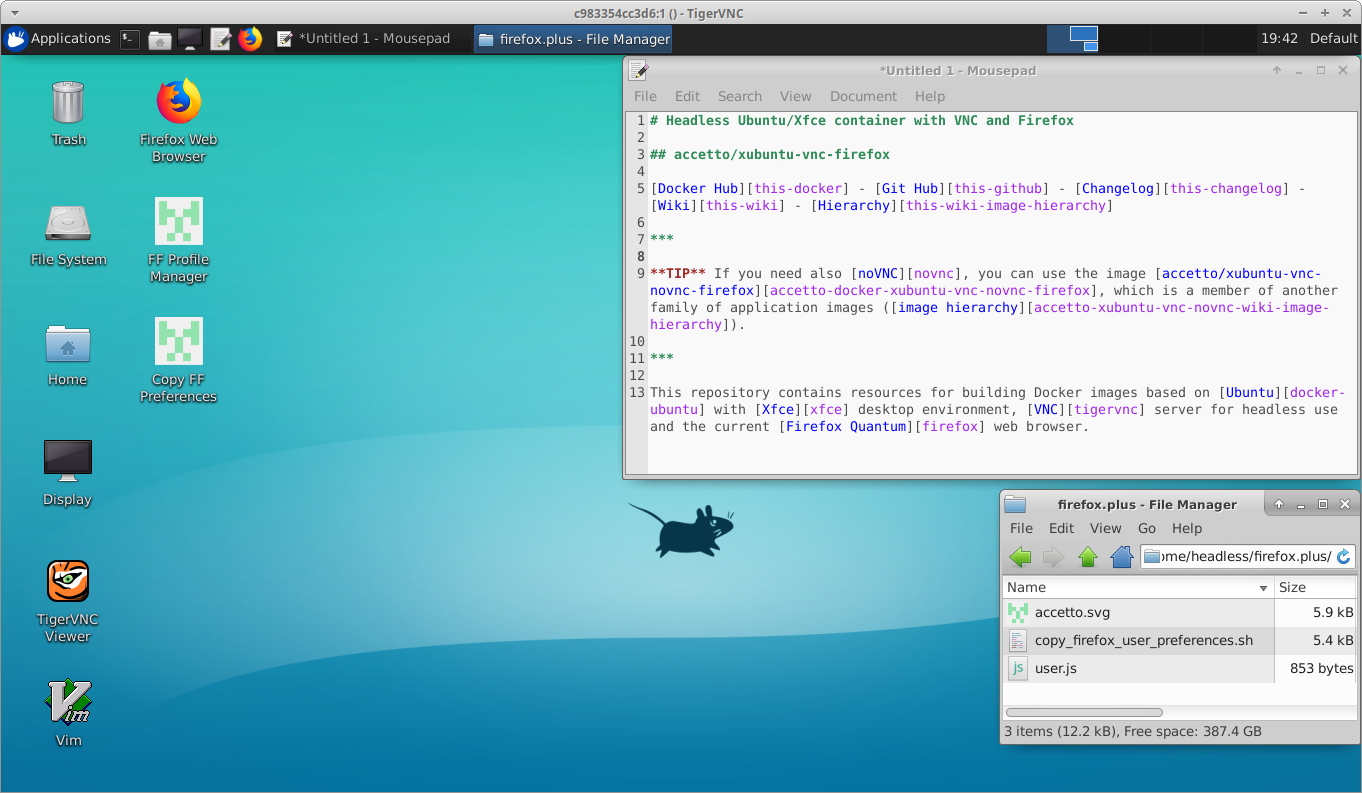 c983354cc3d6:1 () - TigerVNC
Applications
*Untitled 1 - Mousepad
firefox.plus - File Manager
19:42
Default
Trash
Firefox Web
Browser
File System
FF Profile
Manager
Home
Copy FF
Preferences
Display
TigerVNC
Viewer
Vim
*Untitled 1 - Mousepad
File Edit Search View Document Help
1 # Headless Ubuntu/Xfce container with VNC and Firefox
2
3 ## accetto/xubuntu-vnc-firefox
4
5 [Docker Hub][this-docker] - [Git Hub][this-github] - [Changelog][this-changelog] -
[Wiki][this-wiki] - [Hierarchy][this-wiki-image-hierarchy]
6
7 ***
8
9 **TIP** If you need also [noVNC][novnc], you can use the image [accetto/xubuntu-vnc-
novnc-firefox][accetto-docker-xubuntu-vnc-novnc-firefox], which is a member of another
family of application images ([image hierarchy][accetto-xubuntu-vnc-novnc-wiki-image-
hierarchy]).
10
11 ***
12
13 This repository contains resources for building Docker images based on [Ubuntu][docker-
ubuntu] with [Xfce][xfce] desktop environment, [VNC][tigervnc] server for headless use
and the current [Firefox Quantum][firefox] web browser.
firefox.plus - File Manager
File Edit View Go Help
ome/headless/firefox.plus/
Name Size
accetto.svg 5.9 kB
copy_firefox_user_preferences.sh 5.4 kB
js user.js 853 bytes
3 items (12.2 kB), Free space: 387.4 GB